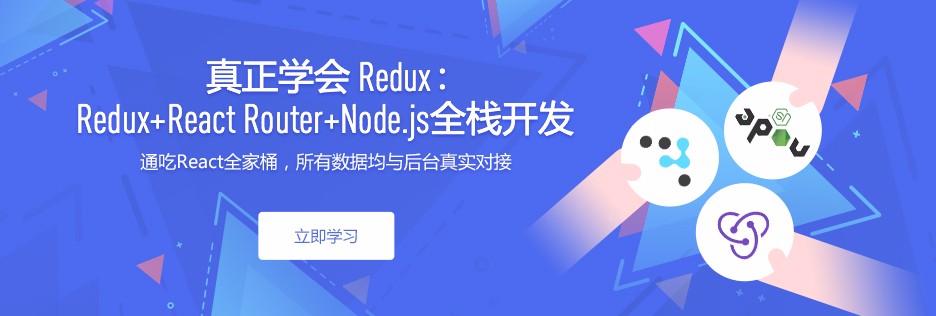 真正学会 Redux：
Redux+React Router+Node.js全栈开发
通吃React全家桶，所有数据均与后台真实对接
立即学习